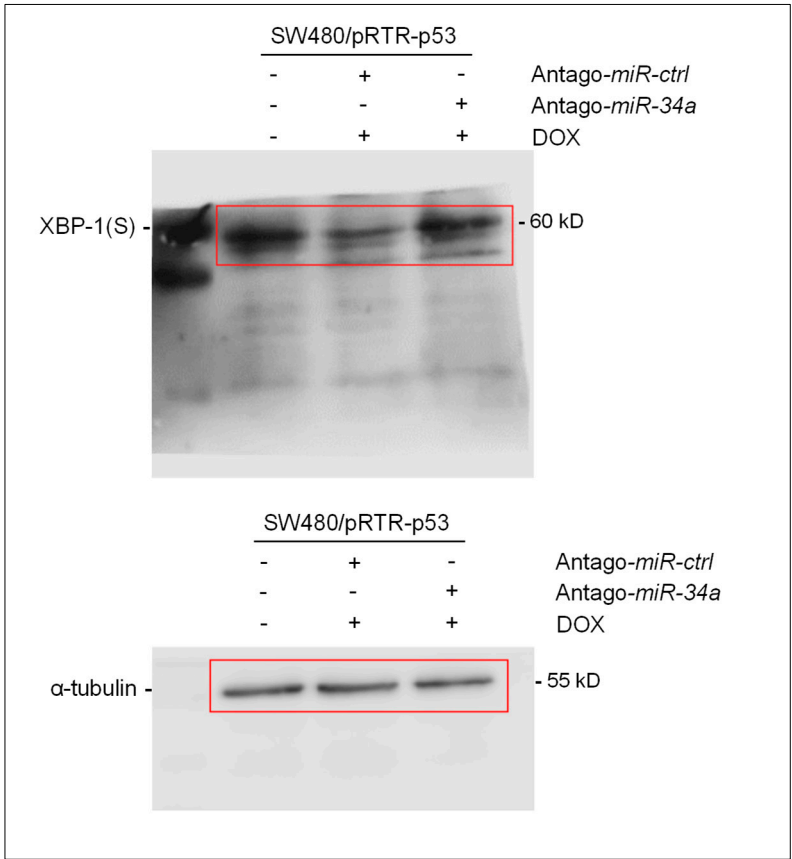 SW480/pRTR-p53
- + - Antago-miR-ctrl
- - + Antago-miR-34a
- + + DOX
XBP-1(S) - - 60 kD
SW480/pRTR-p53
- + - Antago-miR-ctrl
- - + Antago-miR-34a
- + + DOX
α-tubulin - - 55 kD